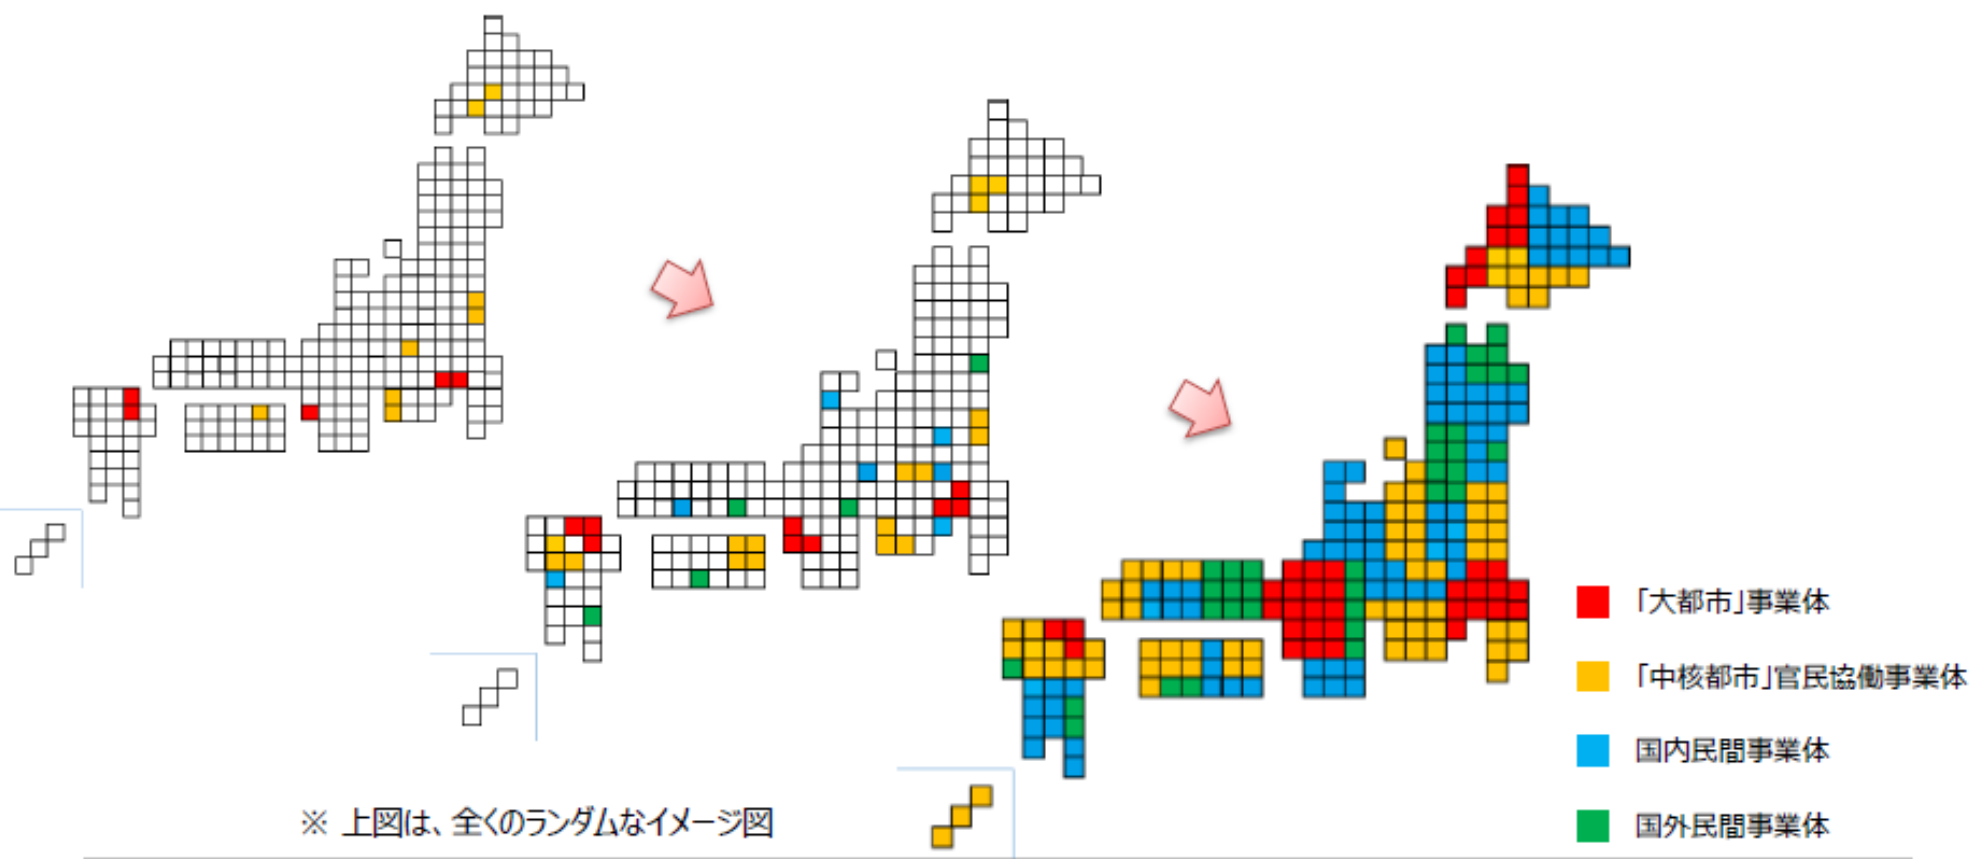 「大都市」事業体
「中核都市」官民協働事業体
国内民間事業体
国外民間事業体
※ 上図は、全くのランダムなイメージ図